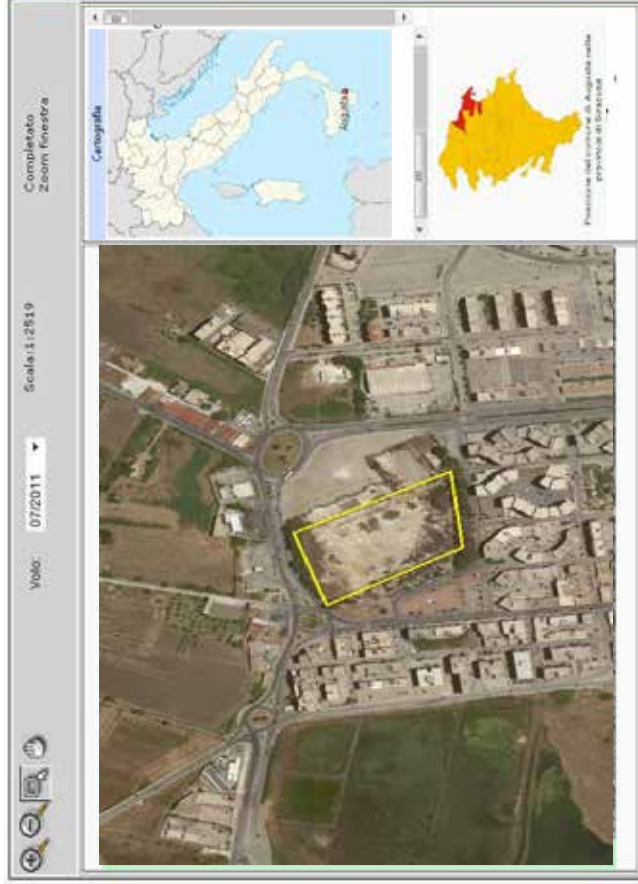 Volo:
07/2011
Scala:1:2519
Completato
Zoom finestra
Cartografia
Augusta
Posizione del comune di Augusta nella
provincia di Siracusa